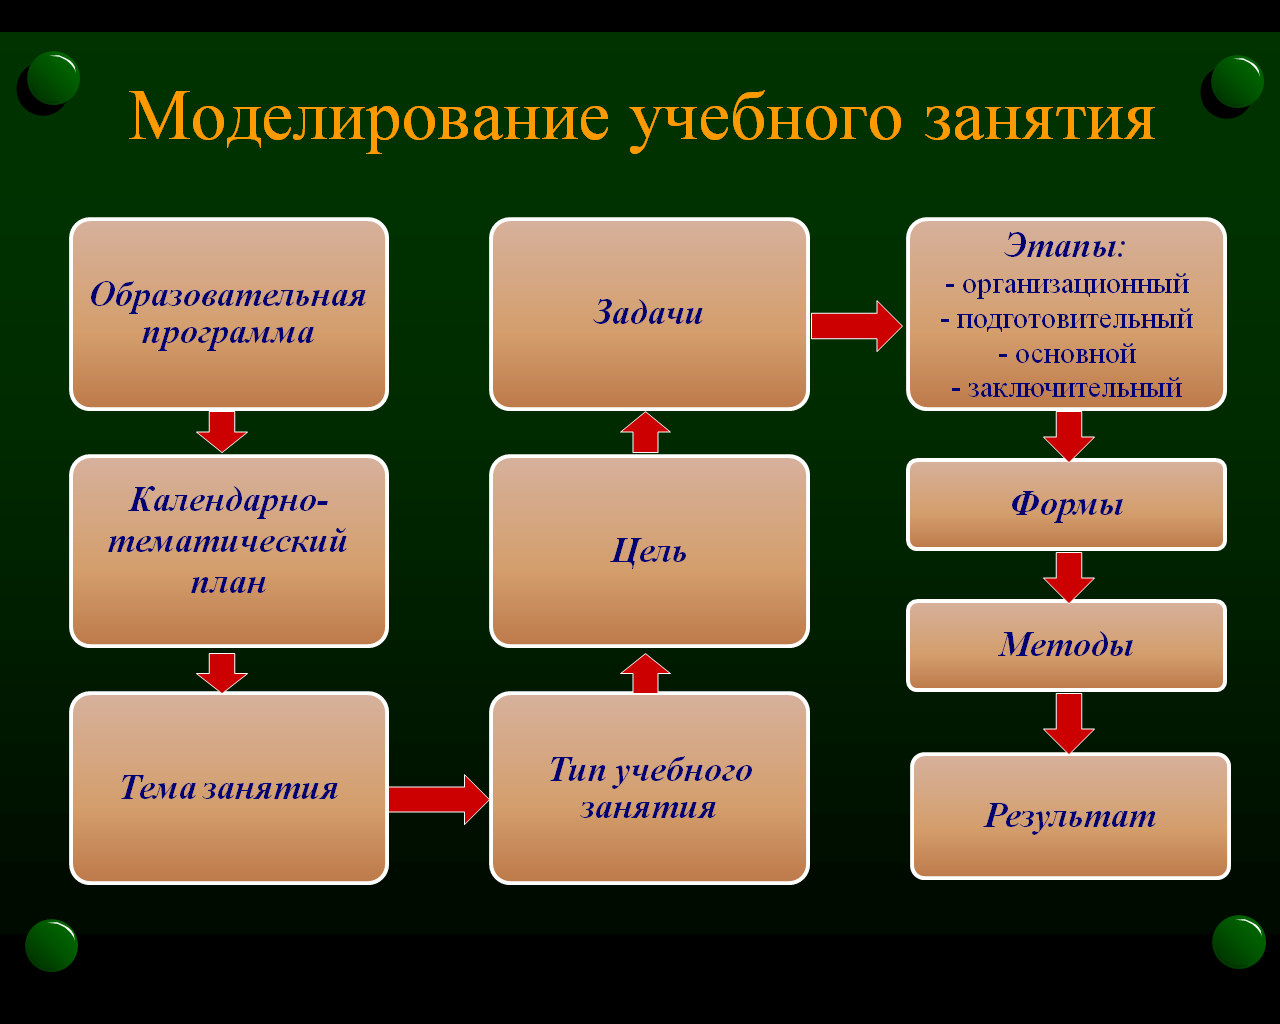 Моделирование учебного занятия
Образовательная
программа
Календарно-
тематический
план
Тема занятия
Тип учебного
занятия
Цель
Задачи
Этапы:
- организационный
- подготовительный
- основной
- заключительный
Формы
Методы
Результат